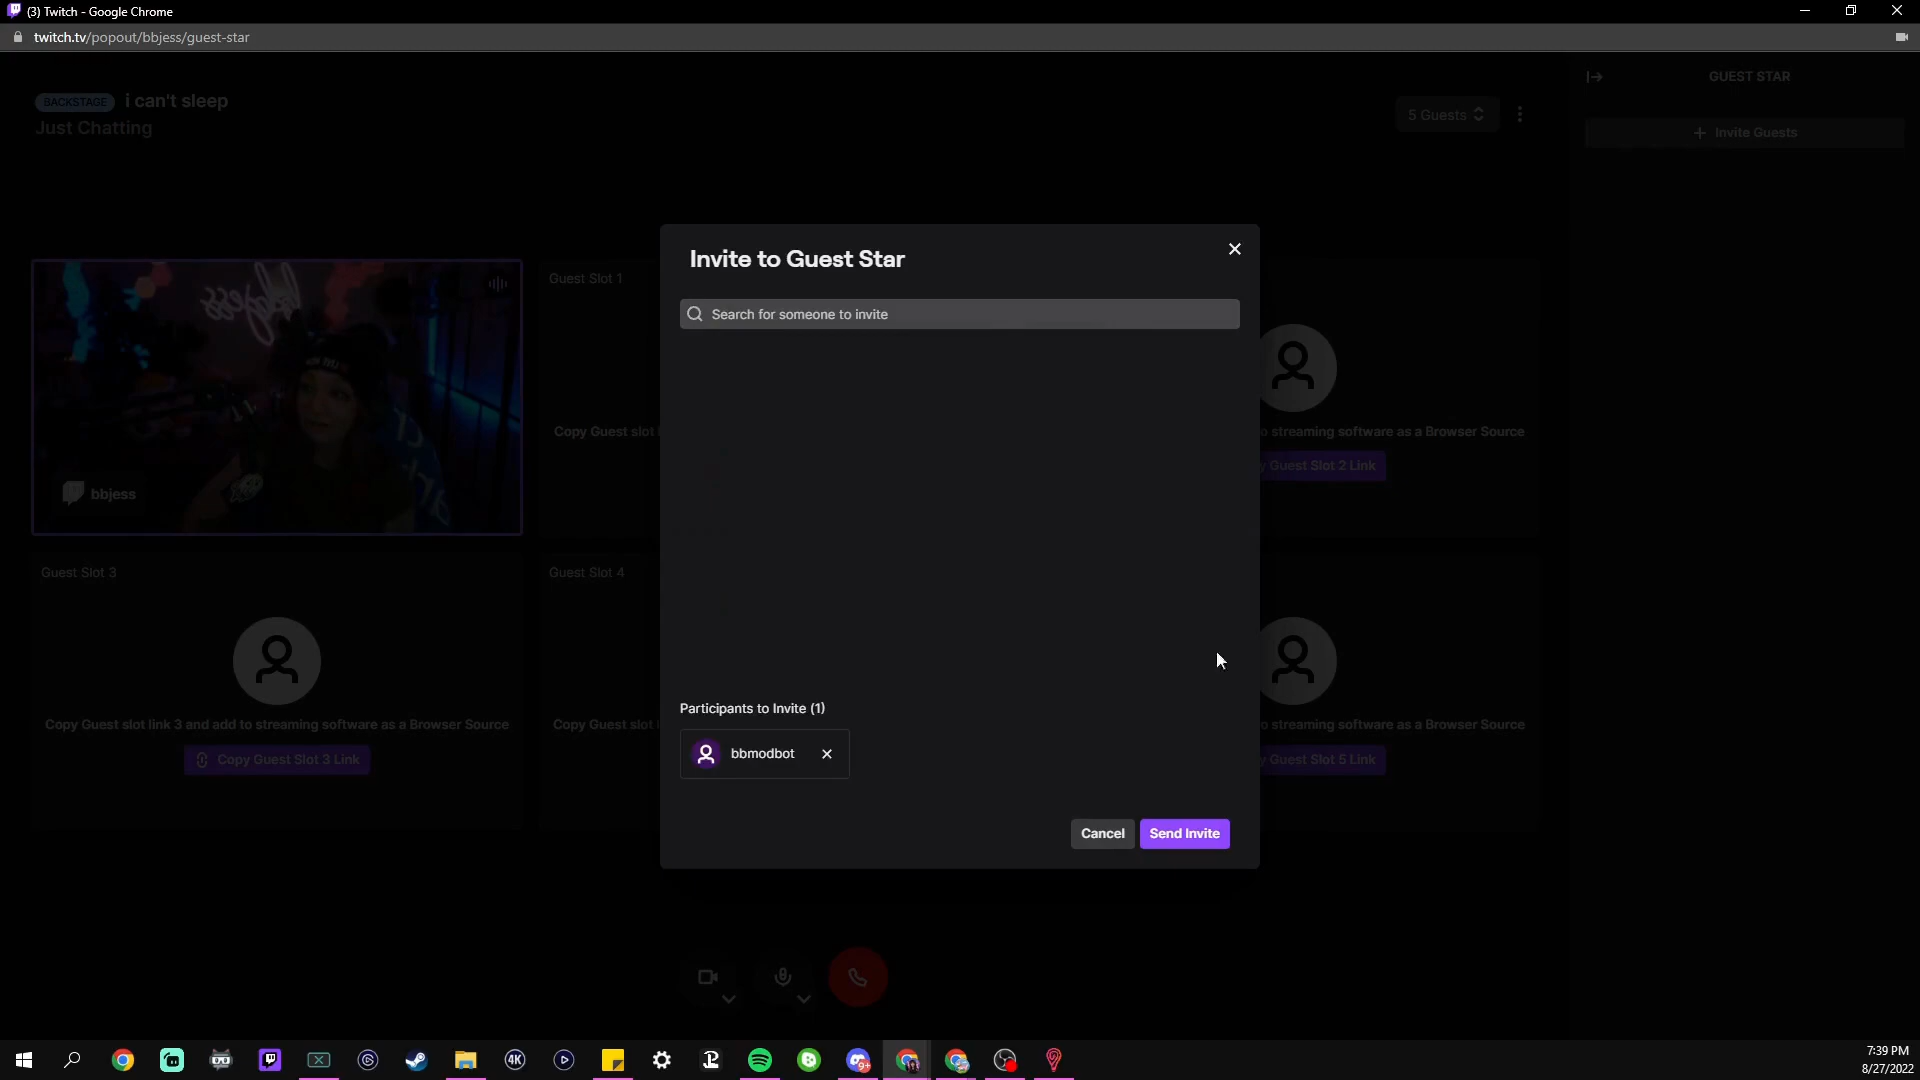 (3) Twitch - Google Chrome
twitch.tv/popout/bbjess/guest-star
BACKSTAGE i can't sleep
Just Chatting
5 Guests
GUEST STAR
Invite Guests
Invite to Guest Star
Search for someone to invite
Guest Slot 1
bbjess
bbjess
Copy Guest slot
o streaming software as a Browser Source
Guest Slot 2 Link
Guest Slot 3
Guest Slot 4
Copy Guest slot link 3 and add to streaming software as a Browser Source
Copy Guest Slot 3 Link
Copy Guest slot
o streaming software as a Browser Source
y Guest Slot 5 Link
Participants to Invite (1)
bbmodbot
Cancel
Send Invite
4K
9+
7:39 PM
8/27/2022